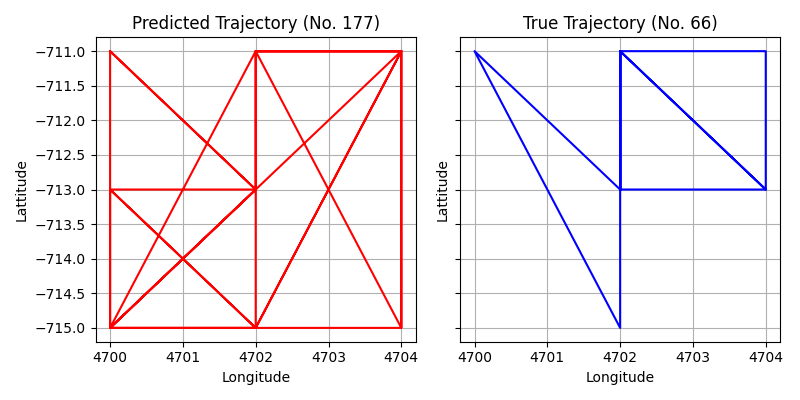 Predicted Trajectory (No. 177)
True Trajectory (No. 66)
Lattitude
−711.0
−711.5
−712.0
−712.5
−713.0
−713.5
−714.0
−714.5
−715.0
4700 4701 4702 4703 4704
Longitude
Lattitude
4700 4701 4702 4703 4704
Longitude